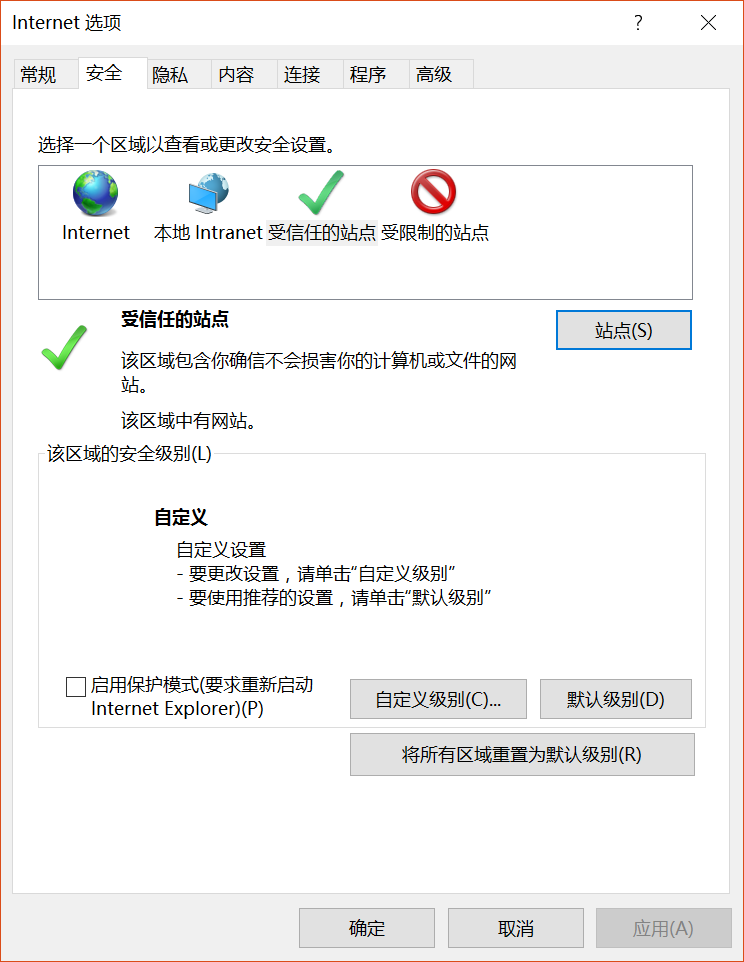 Internet 选项
?
常规 安全 隐私 内容 连接 程序 高级
选择一个区域以查看或更改安全设置。
Internet 本地 Intranet 受信任的站点 受限制的站点
受信任的站点
站点(S)
该区域包含你确信不会损害你的计算机或文件的网
站。
该区域中有网站。
该区域的安全级别(L)
自定义
自定义设置
- 要更改设置，请单击“自定义级别”
- 要使用推荐的设置，请单击“默认级别”
启用保护模式(要求重新启动
Internet Explorer)(P)
自定义级别(C)... 默认级别(D)
将所有区域重置为默认级别(R)
确定 取消 应用(A)